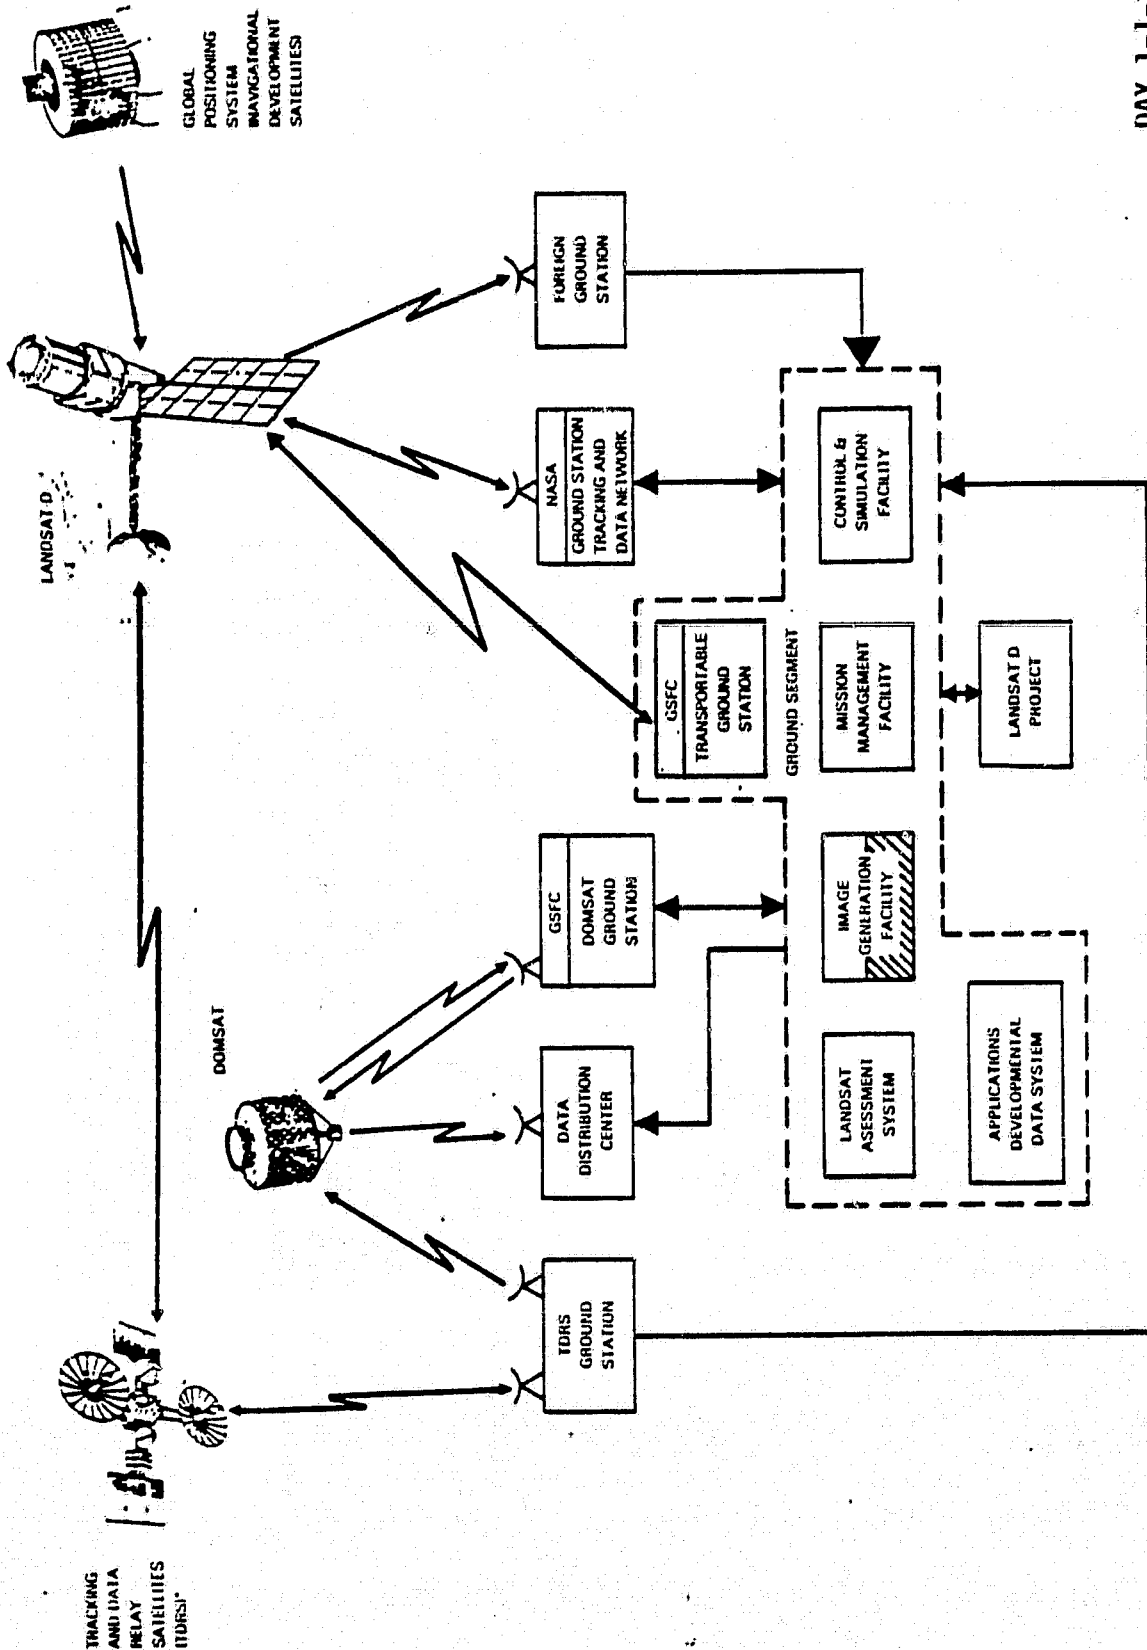 TRACKING
AND DATA
RELAY
SATELLITES
(TDRS)*
LANDSAT-D
GLOBAL
POSITIONING
SYSTEM
(NAVIGATIONAL
DEVELOPMENT
SATELLITES)
DOMSAT
TDRS
GROUND
STATION
DATA
DISTRIBUTION
CENTER
GSFC
DOMSAT
GROUND
STATION
GSFC
TRANSPORTABLE
GROUND
STATION
NASA
GROUND STATION
TRACKING AND
DATA NETWORK
FOREIGN
GROUND
STATION
GROUND SEGMENT
LANDSAT
ASESSMENT
SYSTEM
IMAGE
GENERATION
FACILITY
MISSION
MANAGEMENT
FACILITY
CONTROL &
SIMULATION
FACILITY
APPLICATIONS
DEVELOPMENTAL
DATA SYSTEM
LANDSAT D
PROJECT